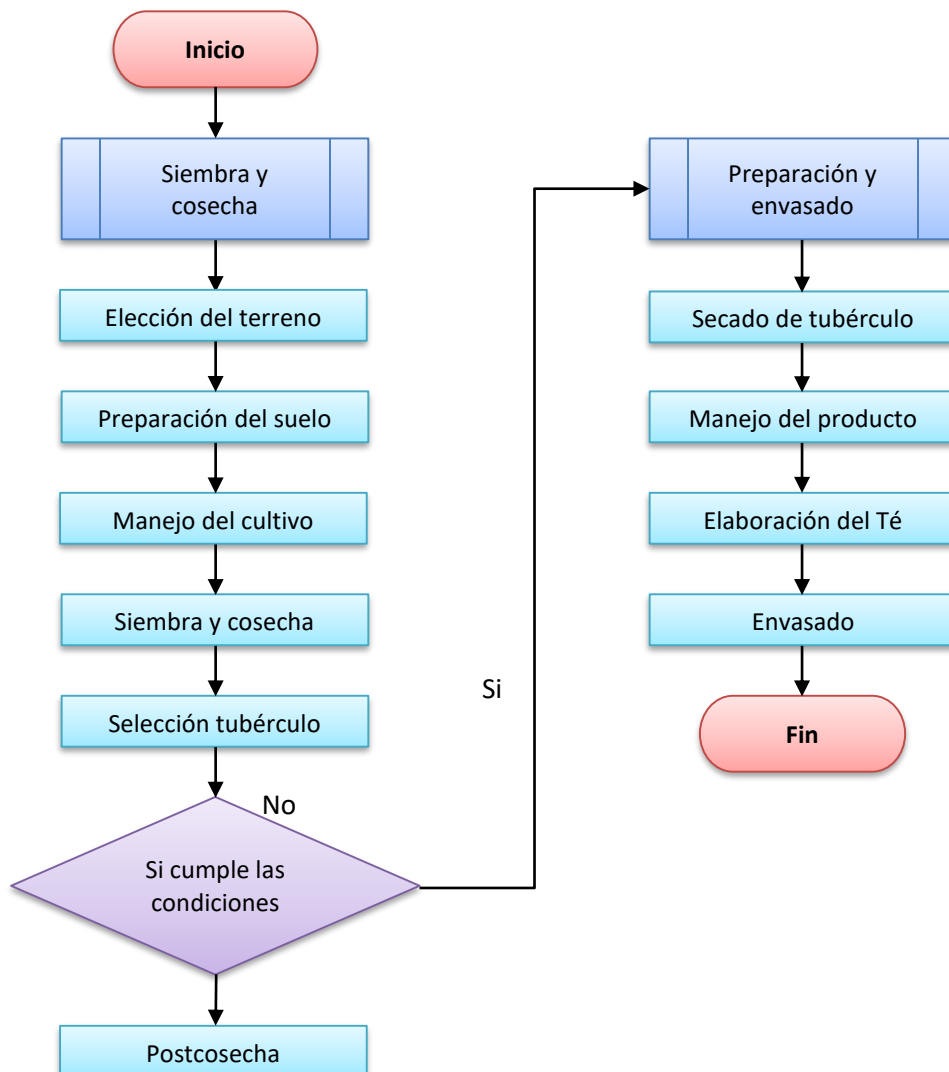 Inicio
Siembra y
cosecha
Elección del terreno
Preparación del suelo
Manejo del cultivo
Siembra y cosecha
Selección tubérculo
No
Si cumple las
condiciones
Postcosecha
Si
Preparación y
envasado
Secado de tubérculo
Manejo del producto
Elaboración del Té
Envasado
Fin